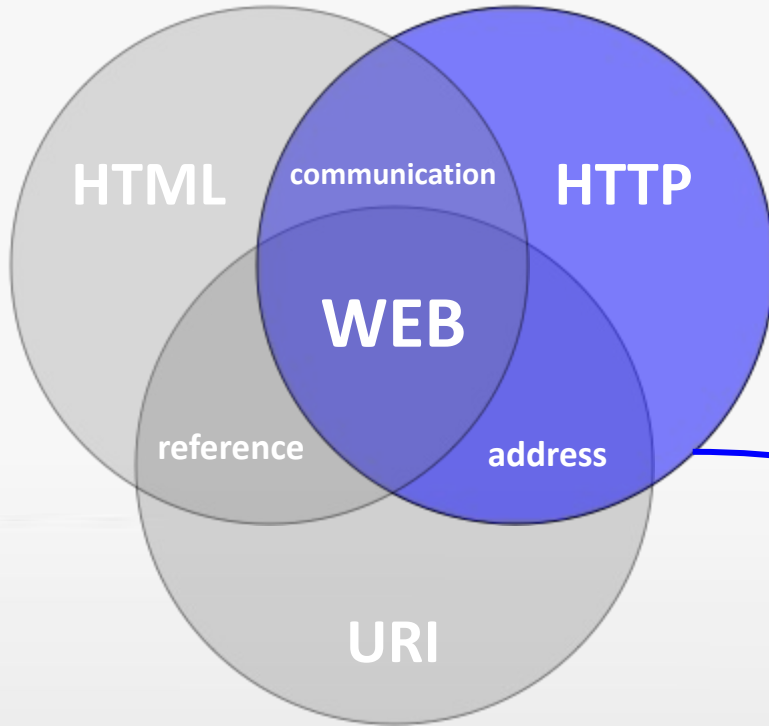 HTML
communication
HTTP
WEB
reference
address
URI